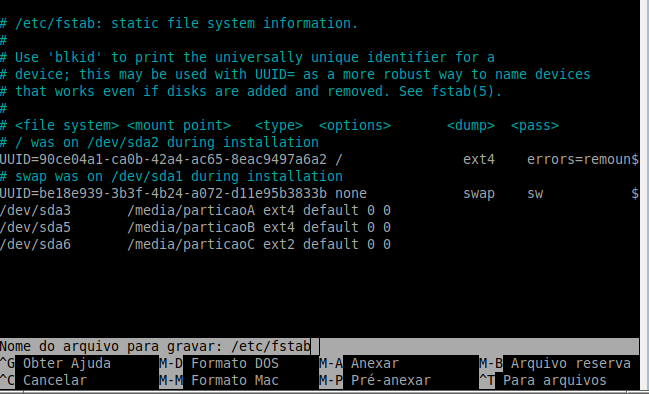 # /etc/fstab: static file system information.
#
# Use 'blkid' to print the universally unique identifier for a
# device; this may be used with UUID= as a more robust way to name devices
# that works even if disks are added and removed. See fstab(5).
#
# <file system> <mount point>   <type>  <options>       <dump>  <pass>
# / was on /dev/sda2 during installation
UUID=90ce04a1-ca0b-42a4-ac65-8eac9497a6a2 /               ext4    errors=remoun$
# swap was on /dev/sda1 during installation
UUID=be18e939-3b3f-4b24-a072-d11e95b3833b none            swap    sw           $
/dev/sda3       /media/particaoA ext4 default 0 0
/dev/sda5       /media/particaoB ext4 default 0 0
/dev/sda6       /media/particaoC ext2 default 0 0
Nome do arquivo para gravar: /etc/fstab
^G Obter Ajuda      M-D Formato DOS     M-A Anexar          M-B Arquivo reserva
^C Cancelar         M-M Formato Mac     M-P Pré-anexar      ^T Para arquivos